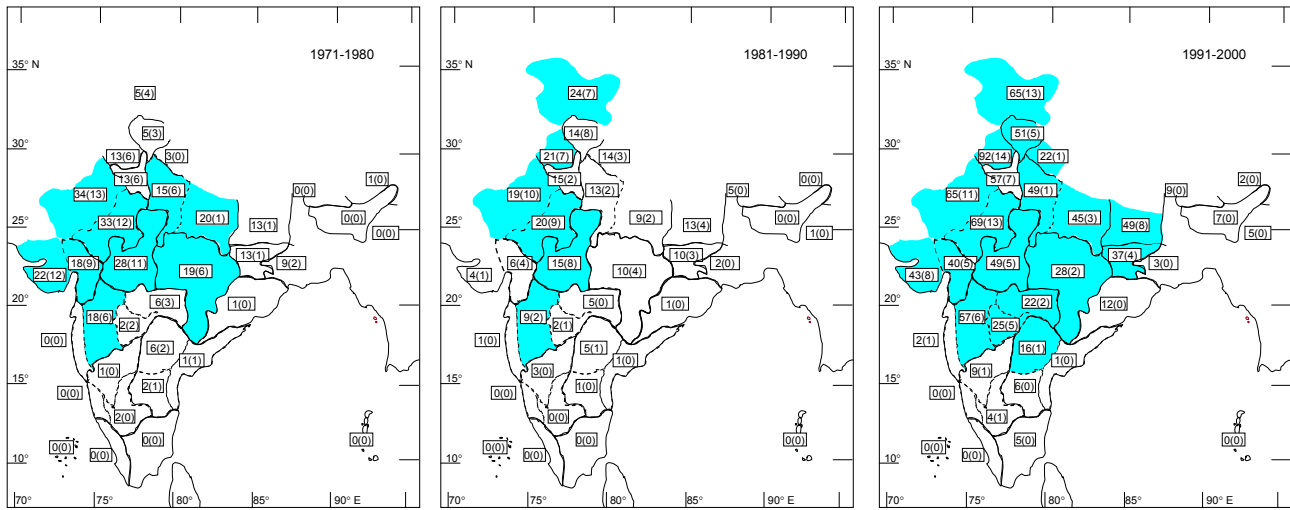 1971-1980
35° N
5(4)
5(3)
30°
13(6) 3(0)
13(6)
34(13) 15(6) 0(0) 1(0)
25° 33(12) 20(1) 13(1) 0(0) 0(0)
18(9) 28(11) 19(6) 13(1) 9(2)
22(12)
20° 6(3) 1(0)
18(6) 2(2)
0(0) 6(2) 1(1)
15° 1(0) 2(1)
0(0)
2(0)
0(0) 0(0)
0(0) 0(0)
10°
70° 75° 80° 85° 90° E
1981-1990
35° N
24(7)
14(8)
30°
21(7) 14(3)
15(2)
19(10) 13(2) 5(0) 0(0)
25° 20(9) 9(2) 13(4) 1(0)
6(4) 15(8) 10(4) 10(3) 2(0)
4(1)
20° 5(0) 1(0)
9(2) 2(1)
1(0) 5(1) 1(0)
15° 3(0) 1(0)
0(0)
0(0)
0(0) 0(0)
0(0) 0(0)
10°
70° 75° 80° 85° 90° E
1991-2000
35° N
65(13)
51(5)
30°
92(14) 22(1)
57(7)
65(11) 49(1) 9(0) 2(0)
25° 69(13) 45(3) 49(8) 7(0) 5(0)
40(5) 49(5) 28(2) 37(4) 3(0)
43(8)
20° 22(2) 12(0)
57(6) 25(5)
2(1) 16(1) 1(0)
15° 9(1) 6(0)
0(0)
4(1)
5(0) 0(0)
0(0) 0(0)
10°
70° 75° 80° 85° 90° E